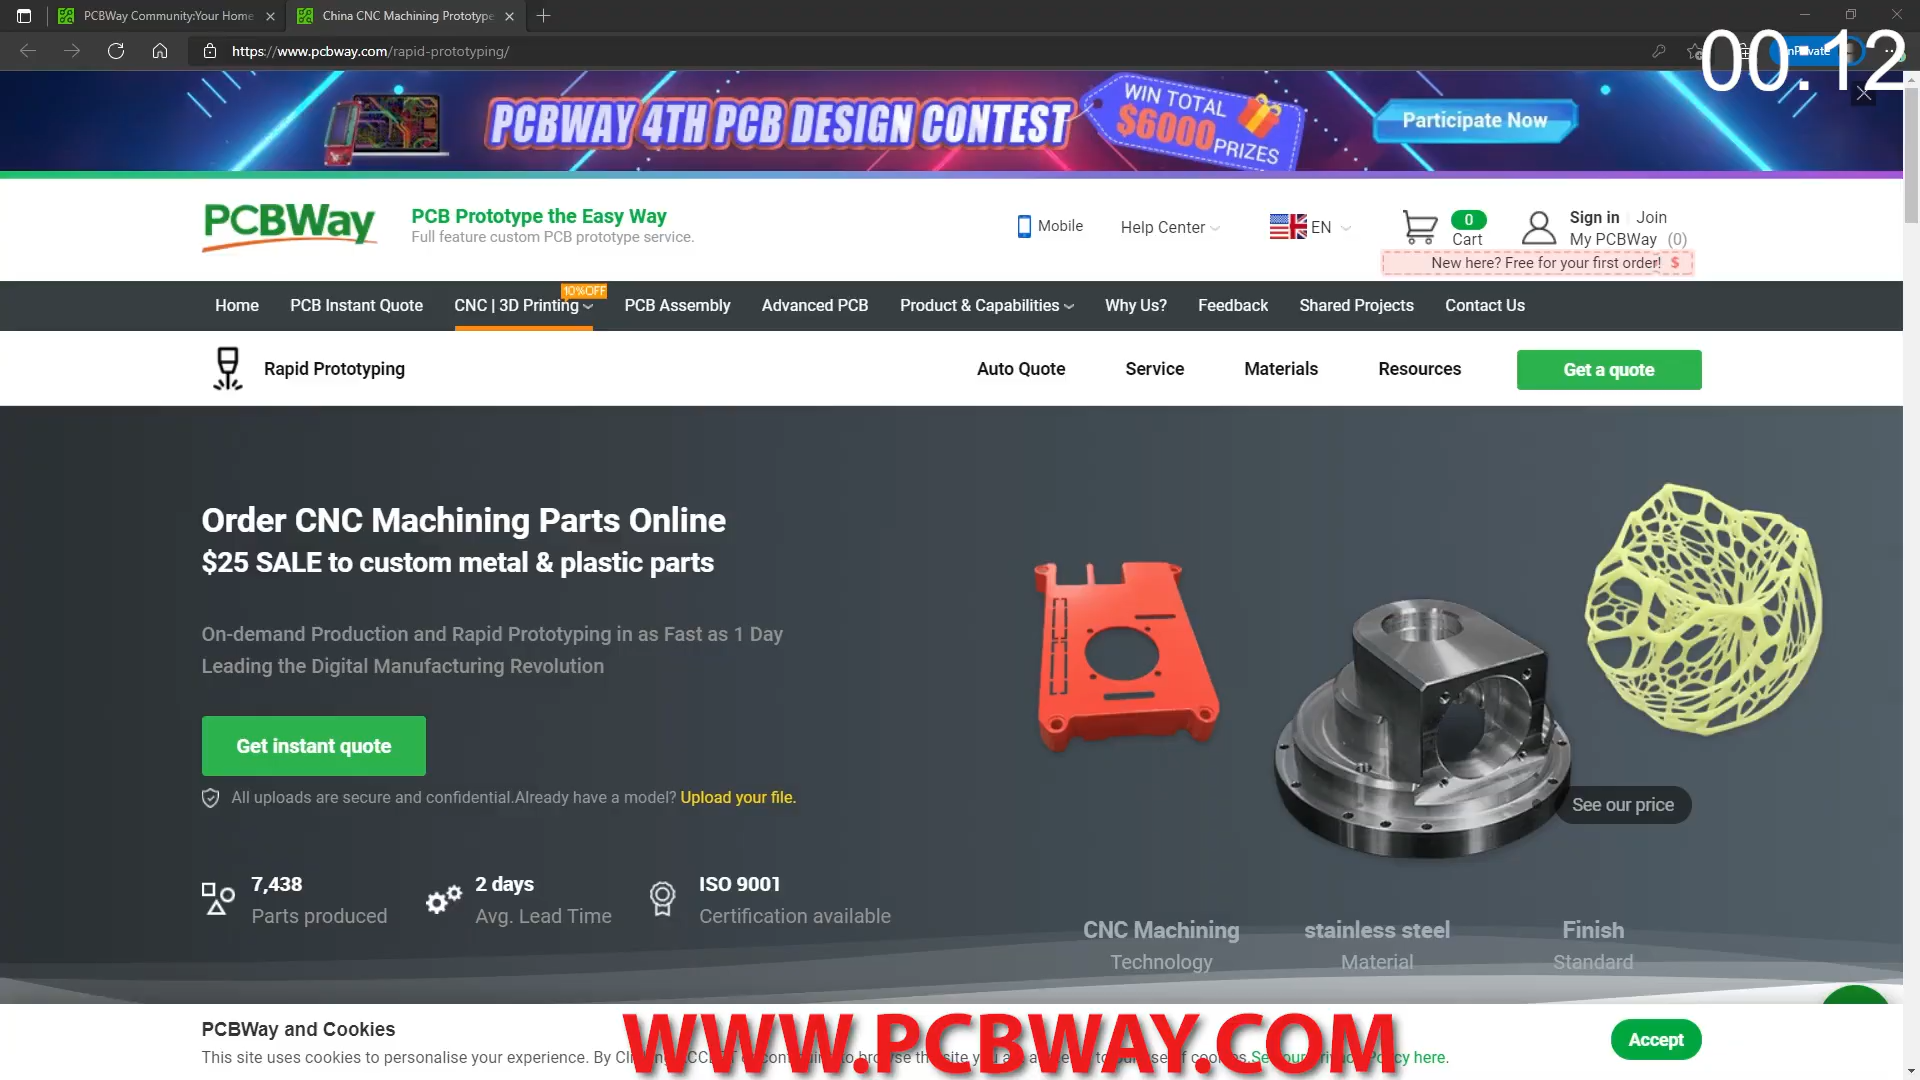 PCBWay Community:Your Home
China CNC Machining Prototype
https://www.pcbway.com/rapid-prototyping/
00:12
PCBWAY 4TH PCB DESIGN CONTEST
WIN TOTAL
$6000
PRIZES
Participate Now
PCBWay
PCB Prototype the Easy Way
Full feature custom PCB prototype service.
Mobile
Help Center
EN
0
Cart
Sign in
Join
My PCBWay (0)
New here? Free for your first order! $
10%OFF
Home
PCB Instant Quote
CNC | 3D Printing
PCB Assembly
Advanced PCB
Product & Capabilities
Why Us?
Feedback
Shared Projects
Contact Us
Rapid Prototyping
Auto Quote
Service
Materials
Resources
Get a quote
Order CNC Machining Parts Online
$25 SALE to custom metal & plastic parts
On-demand Production and Rapid Prototyping in as Fast as 1 Day
Leading the Digital Manufacturing Revolution
Get instant quote
All uploads are secure and confidential.Already have a model? Upload your file.
See our price
7,438
Parts produced
2 days
Avg. Lead Time
ISO 9001
Certification available
CNC Machining
Technology
stainless steel
Material
Finish
Standard
PCBWay and Cookies
This site uses cookies to personalise your experience. By
here.
WWW.PCBWAY.COM
Accept